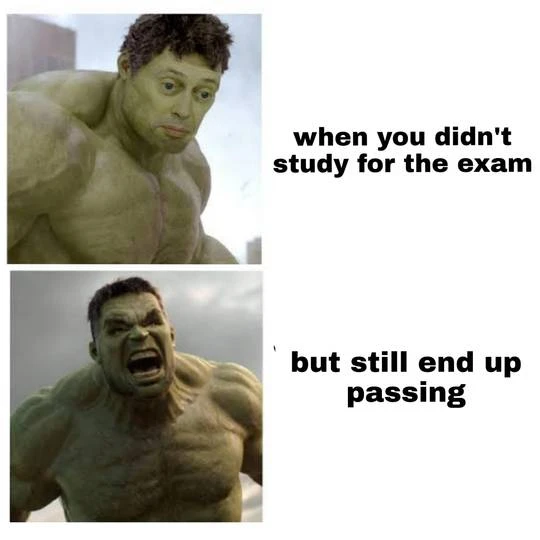 when you didn't
study for the exam
but still end up
passing